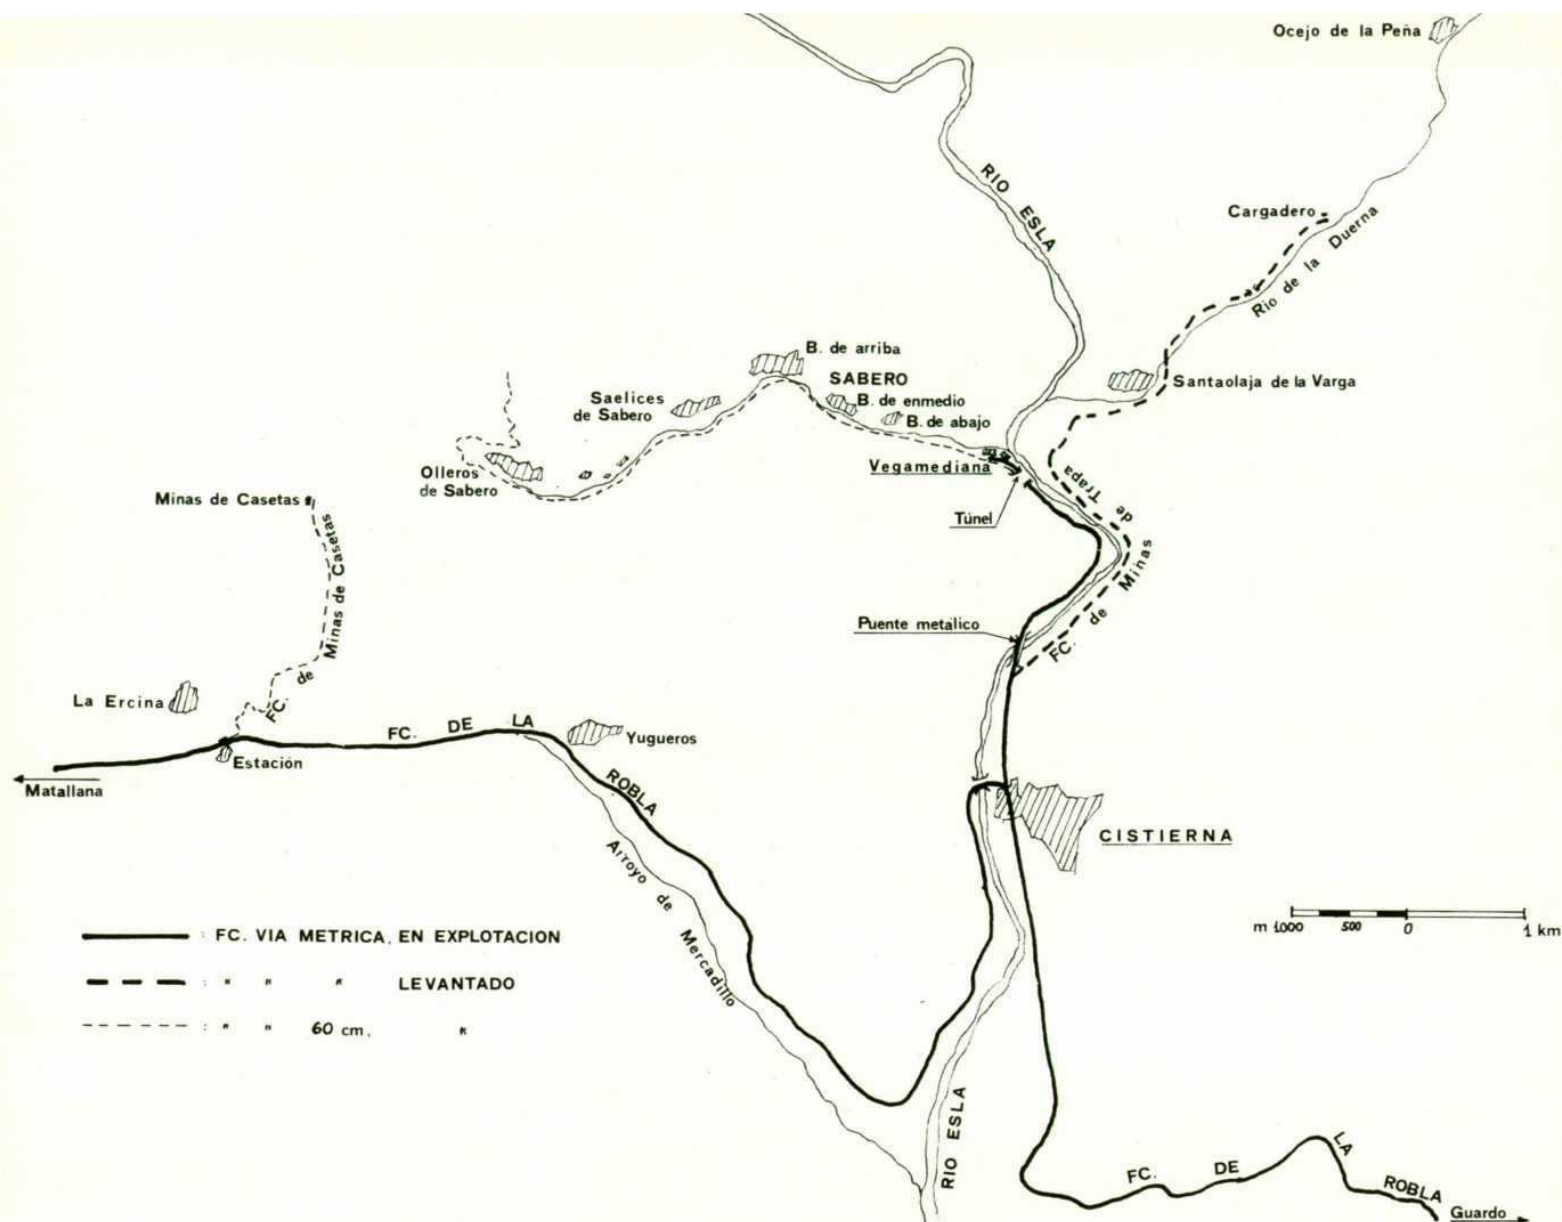 Ocejo de la Peña
RIO ESLA
Cargadero
Rio de la Duerna
B. de arriba
SABERO
Santaolaja de la Varga
Saelices
de Sabero
B. de enmedio
B. de abajo
Vegamediana
Olleros
de Sabero
Minas de Casetas
Túnel
FC. de Minas de Trapa
FC. de Minas de Casetas
Puente metálico
La Ercina
FC. DE LA ROBLA
Yugueros
Estación
Matallana
CISTIERNA
Arroyo de Mercadillo
m 1000 500 0 1 km
: FC. VIA METRICA, EN EXPLOTACION
: " " " LEVANTADO
: " " 60 cm. "
RIO ESLA
FC. DE LA ROBLA
Guardo